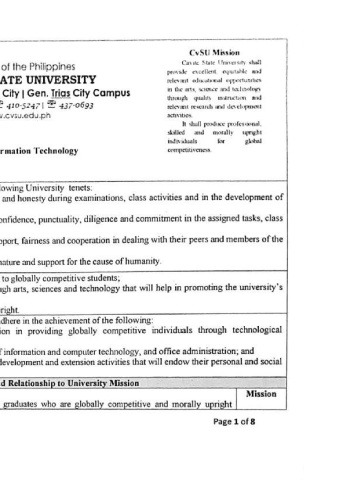 of the Philippines
ATE UNIVERSITY
City | Gen. Trias City Campus
☏ 410-5247| ☏ 437-0693
.cvsu.edu.ph
rmation Technology
CvSU Mission
Cavite State University shall
provide excellent, equitable and
relevant educational opportunities
in the arts, science and technology
through quality instruction and
relevant research and development
activities.
It shall produce professional,
skilled and morally upright
individuals for global
competitiveness.
lowing University tenets:
and honesty during examinations, class activities and in the development of
onfidence, punctuality, diligence and commitment in the assigned tasks, class
pport, fairness and cooperation in dealing with their peers and members of the
nature and support for the cause of humanity.
to globally competitive students;
ugh arts, sciences and technology that will help in promoting the university's
right.
dhere in the achievement of the following:
ion in providing globally competitive individuals through technological
f information and computer technology, and office administration; and
development and extension activities that will endow their personal and social
d Relationship to University Mission
Mission
graduates who are globally competitive and morally upright
Page 1 of 8